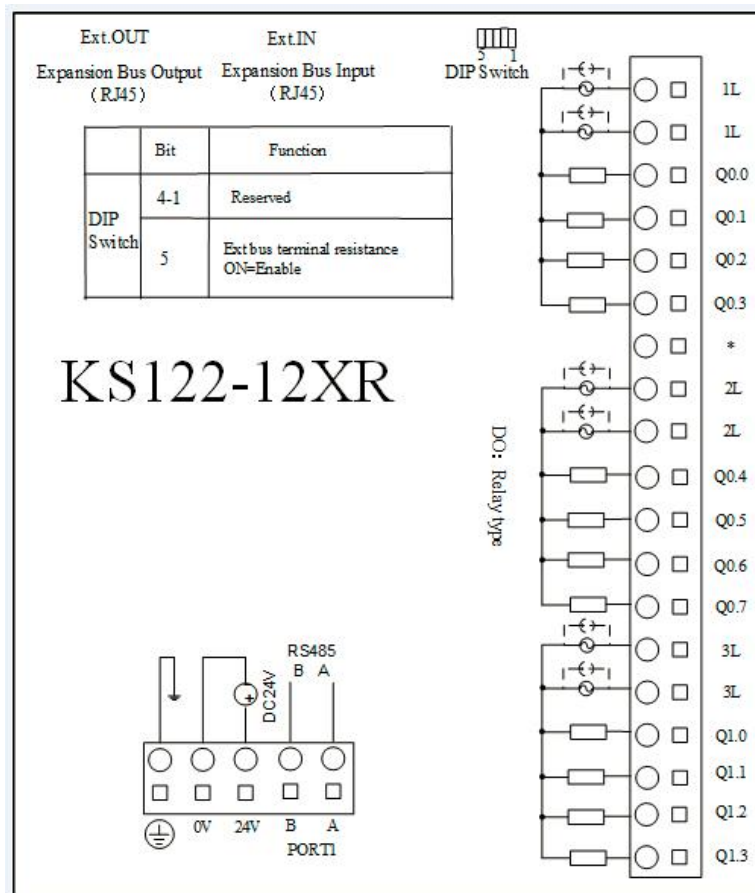 Ext.OUT
Ext.IN
5 1
Expansion Bus Output
Expansion Bus Input
DIP Switch
(RJ45)
(RJ45)
Bit
Function
DIP
Switch
4-1
Reserved
5
Ext bus terminal resistance
ON=Enable
KS122-12XR
DO: Relay type
1L
1L
Q0.0
Q0.1
Q0.2
Q0.3
*
2L
2L
Q0.4
Q0.5
Q0.6
Q0.7
3L
3L
Q1.0
Q1.1
Q1.2
Q1.3
RS485
B A
DC24V
+
0V 24V B A
PORT1